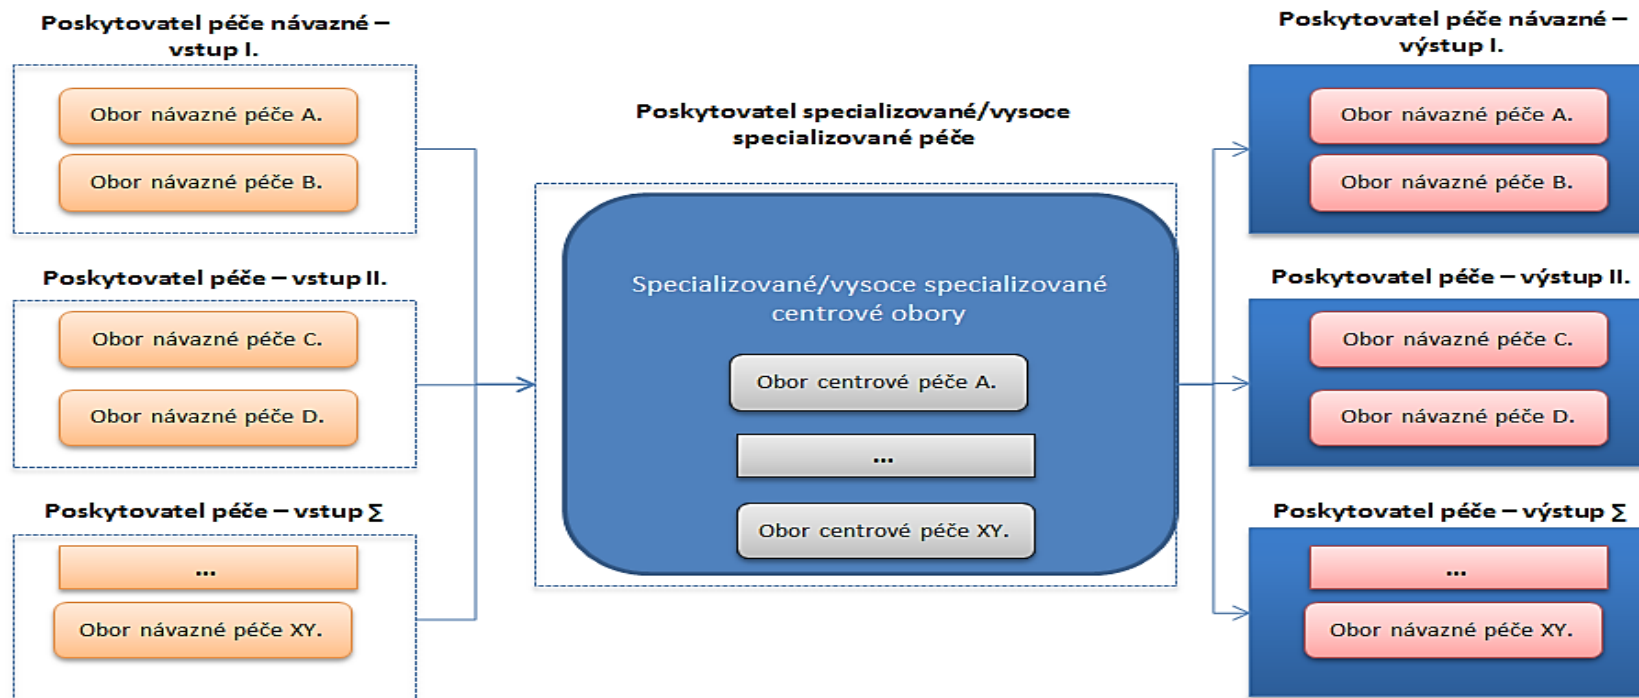 Poskytovatel péče návazné –
vstup I.
Obor návazné péče A.
Obor návazné péče B.
Poskytovatel péče – vstup II.
Obor návazné péče C.
Obor návazné péče D.
Poskytovatel péče – vstup Σ
...
Obor návazné péče XY.
Poskytovatel specializované/vysoce
specializované péče
Specializované/vysoce specializované
centrové obory
Obor centrové péče A.
...
Obor centrové péče XY.
Poskytovatel péče návazné –
výstup I.
Obor návazné péče A.
Obor návazné péče B.
Poskytovatel péče – výstup II.
Obor návazné péče C.
Obor návazné péče D.
Poskytovatel péče – výstup Σ
...
Obor návazné péče XY.